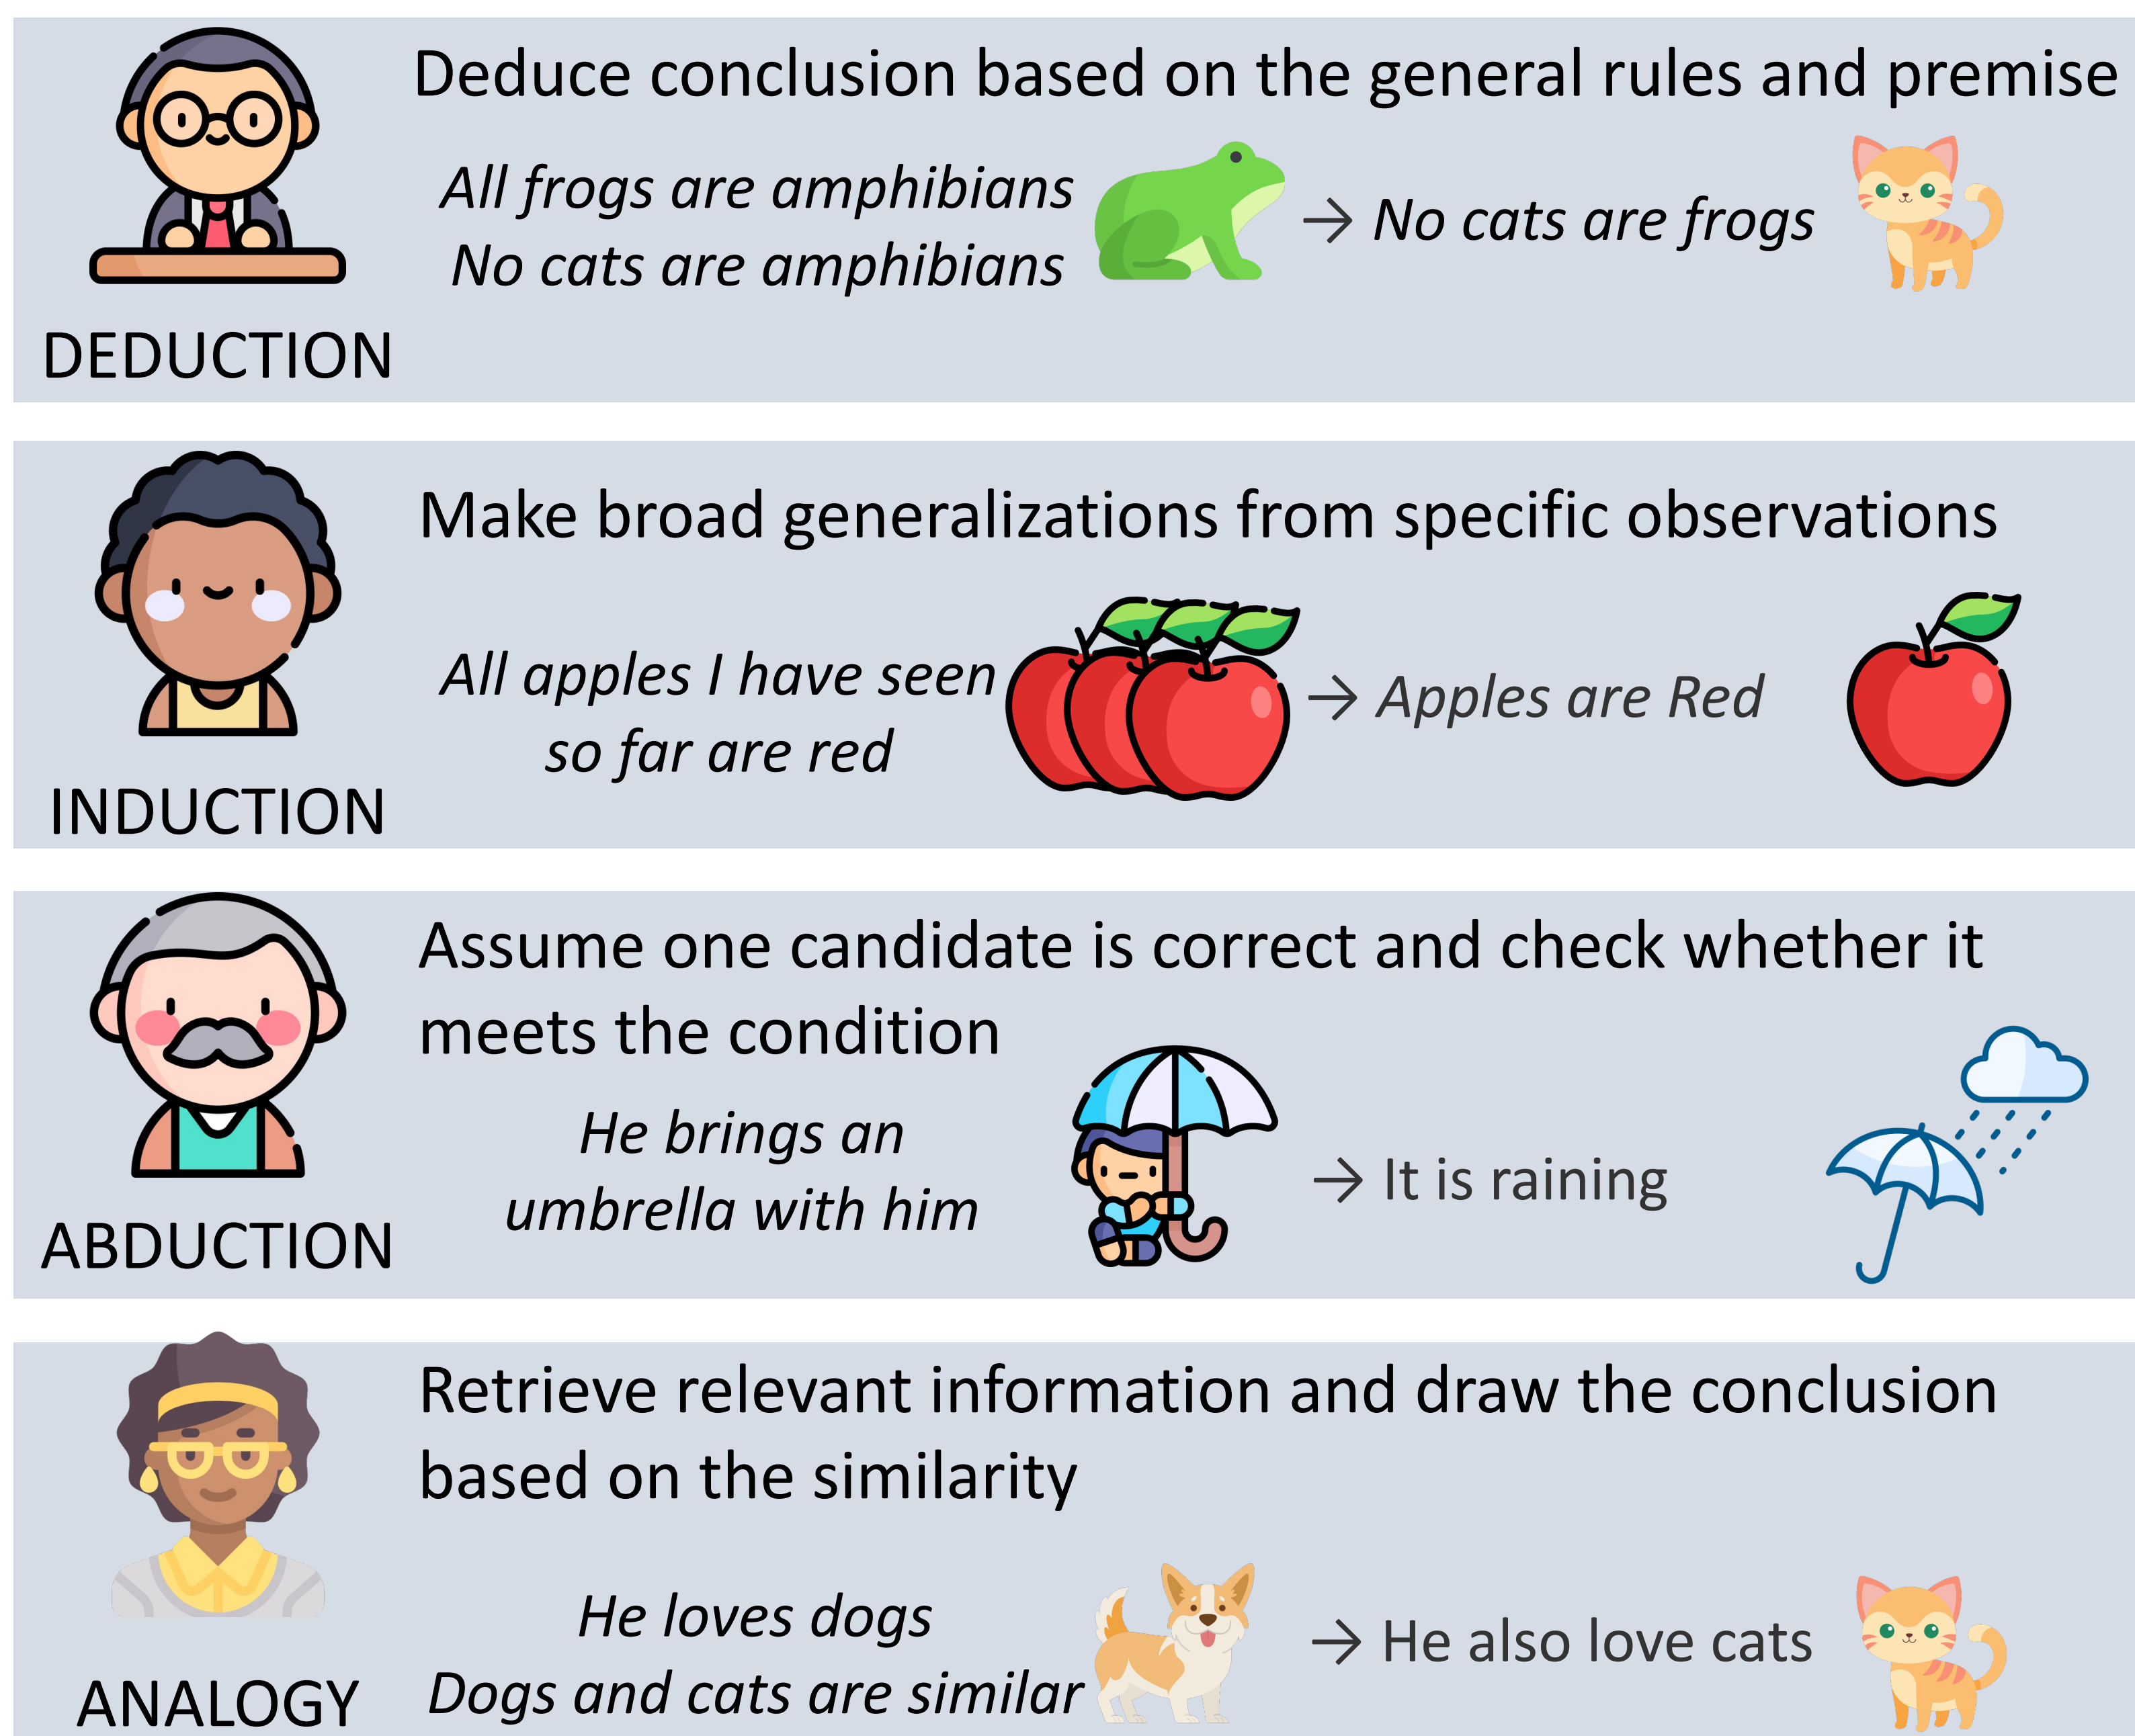 Deduce conclusion based on the general rules and premise
All frogs are amphibians
No cats are amphibians
→ No cats are frogs
DEDUCTION
Make broad generalizations from specific observations
All apples I have seen
so far are red
→ Apples are Red
INDUCTION
Assume one candidate is correct and check whether it
meets the condition
He brings an
umbrella with him
→ It is raining
ABDUCTION
Retrieve relevant information and draw the conclusion
based on the similarity
He loves dogs
Dogs and cats are similar
→ He also love cats
ANALOGY